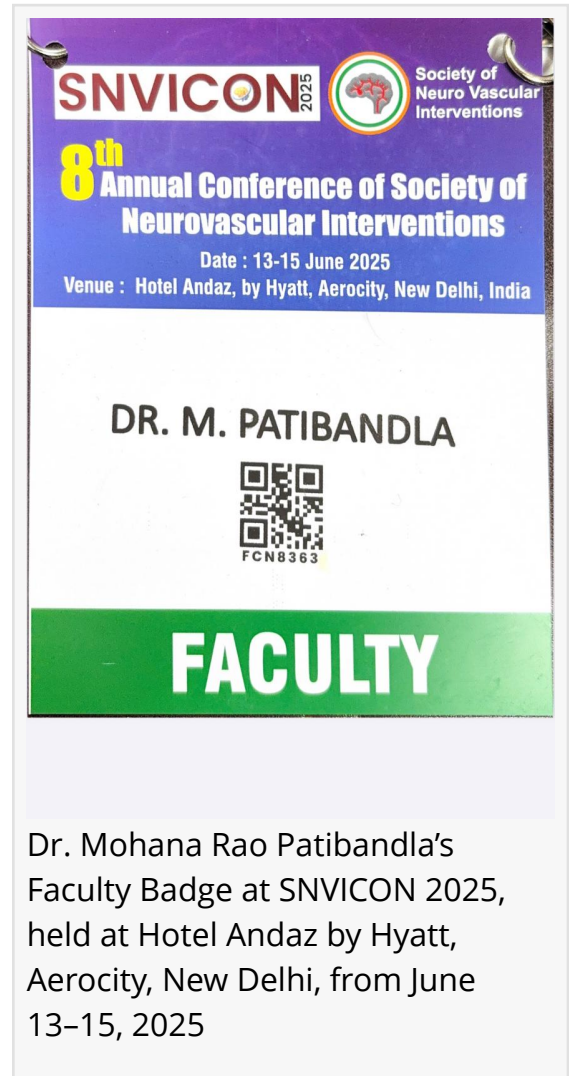 SNVICON 2025
Society of
Neuro Vascular
Interventions
8th
Annual Conference of Society of
Neurovascular Interventions
Date : 13-15 June 2025
Venue : Hotel Andaz, by Hyatt, Aerocity, New Delhi, India
DR. M. PATIBANDLA
FCN8363
FACULTY
Dr. Mohana Rao Patibandla’s
Faculty Badge at SNVICON 2025,
held at Hotel Andaz by Hyatt,
Aerocity, New Delhi, from June
13–15, 2025